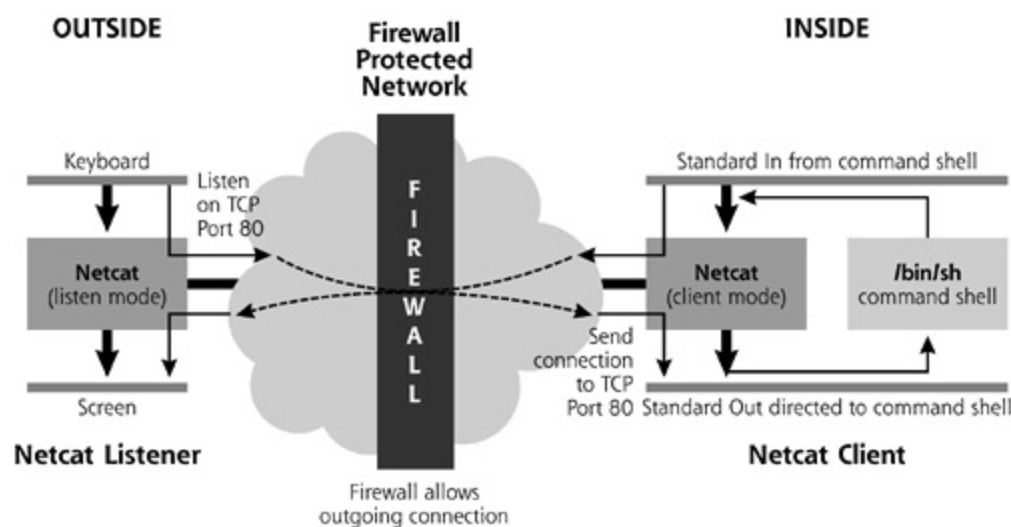 OUTSIDE
Firewall
Protected
Network
INSIDE
Keyboard
Listen
on TCP
Port 80
Standard In from command shell
FIREWALL
Netcat
(listen mode)
Netcat
(client mode)
/bin/sh
command shell
Send
connection
to TCP
Port 80
Screen
Standard Out directed to command shell
Netcat Listener
Netcat Client
Firewall allows
outgoing connection